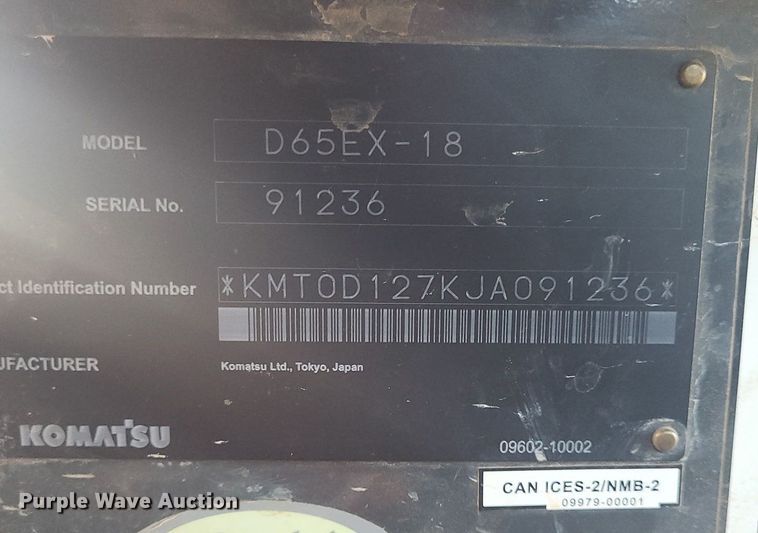 MODEL D65EX-18
SERIAL No. 91236
ct Identification Number *KMT0D127KJA091236*
UFACTURER Komatsu Ltd., Tokyo, Japan
KOMATSU 09602-10002
CAN ICES-2/NMB-2
09979-00001
Purple Wave Auction